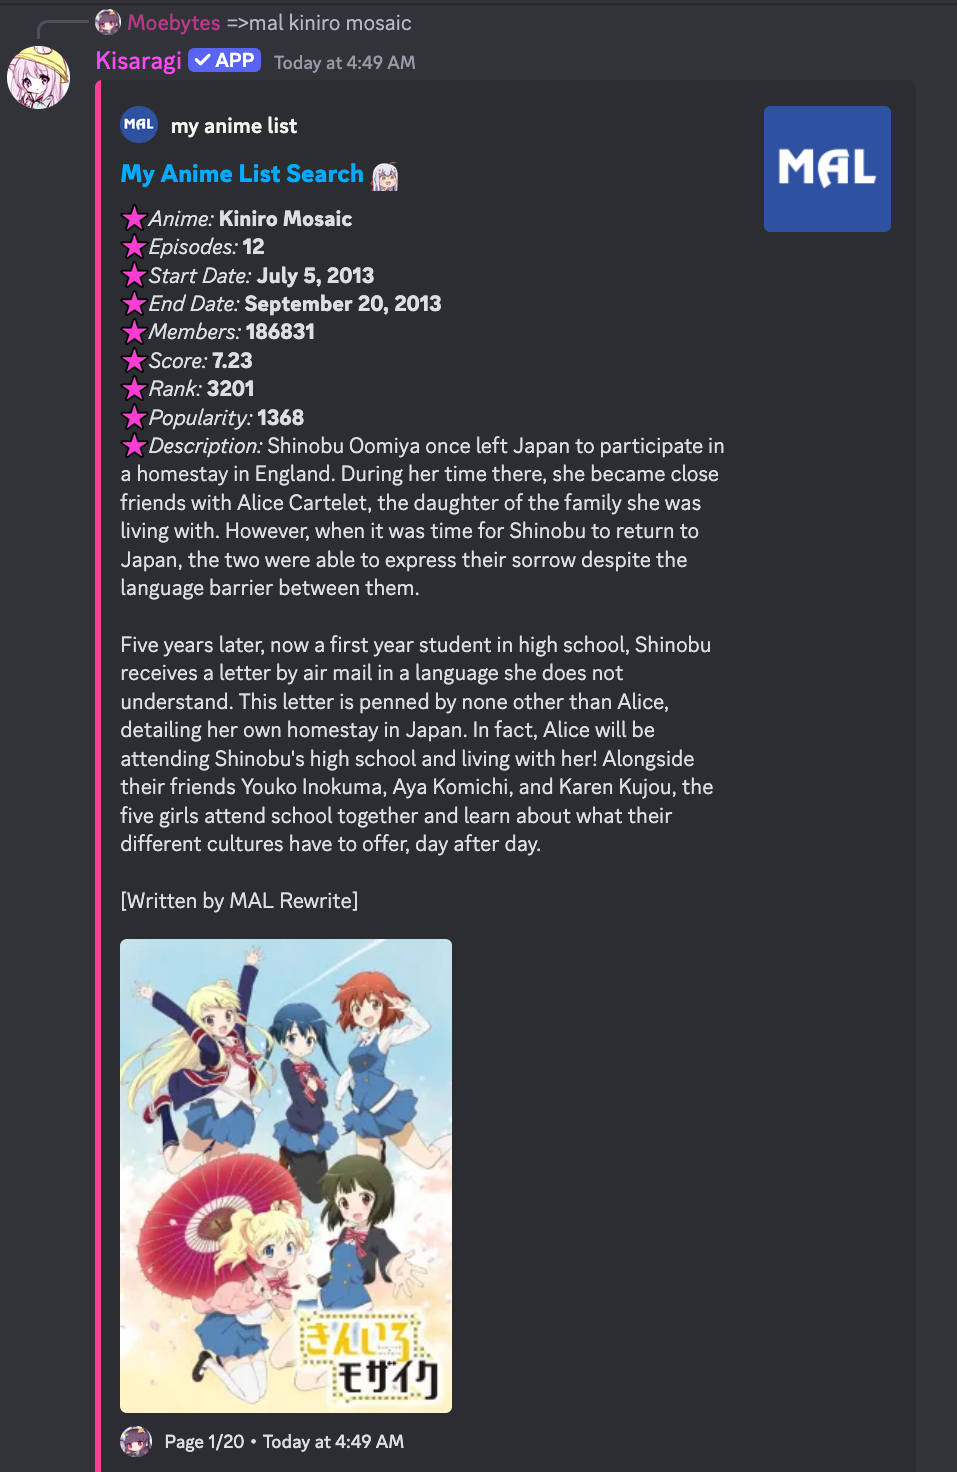 Moebytes =>mal kiniro mosaic
Kisaragi APP Today at 4:49 AM
MAL my anime list
MAL
My Anime List Search
Anime: Kiniro Mosaic
Episodes: 12
Start Date: July 5, 2013
End Date: September 20, 2013
Members: 186831
Score: 7.23
Rank: 3201
Popularity: 1368
Description: Shinobu Oomiya once left Japan to participate in
a homestay in England. During her time there, she became close
friends with Alice Cartelet, the daughter of the family she was
living with. However, when it was time for Shinobu to return to
Japan, the two were able to express their sorrow despite the
language barrier between them.
Five years later, now a first year student in high school, Shinobu
receives a letter by air mail in a language she does not
understand. This letter is penned by none other than Alice,
detailing her own homestay in Japan. In fact, Alice will be
attending Shinobu's high school and living with her! Alongside
their friends Youko Inokuma, Aya Komichi, and Karen Kujou, the
five girls attend school together and learn about what their
different cultures have to offer, day after day.
[Written by MAL Rewrite]
きんいろ
モザイク
Page 1/20 • Today at 4:49 AM